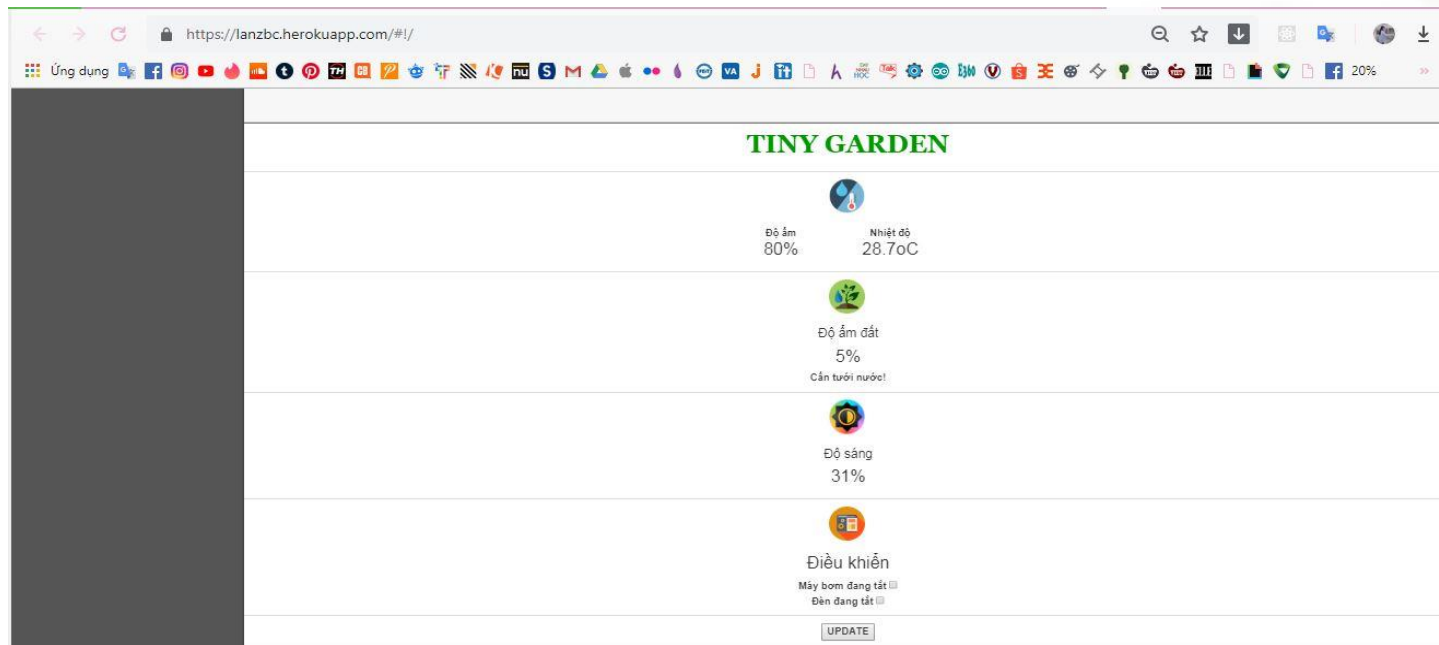 https://lanzbc.herokuapp.com/#!/
Ứng dụng
20%
TINY GARDEN
Độ ẩm Nhiệt độ
80% 28.7oC
Độ ẩm đất
5%
Cần tưới nước!
Độ sáng
31%
Điều khiển
Máy bơm đang tắt
Đèn đang tắt
UPDATE